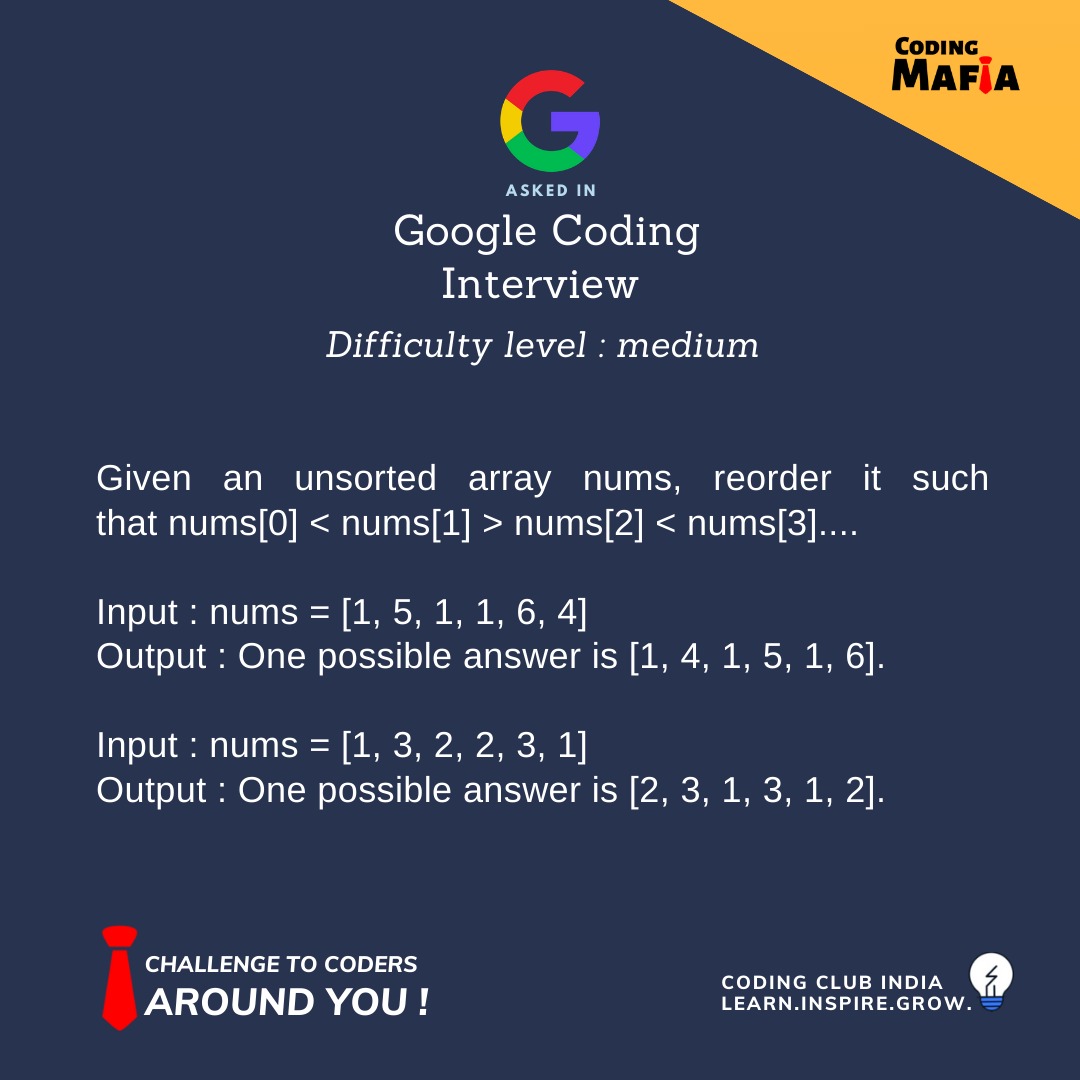 CODING
MAFIA
ASKED IN
Google Coding
Interview
Difficulty level : medium
Given an unsorted array nums, reorder it such
that nums[0] < nums[1] > nums[2] < nums[3]....
Input : nums = [1, 5, 1, 1, 6, 4]
Output : One possible answer is [1, 4, 1, 5, 1, 6].
Input : nums = [1, 3, 2, 2, 3, 1]
Output : One possible answer is [2, 3, 1, 3, 1, 2].
CHALLENGE TO CODERS
AROUND YOU !
CODING CLUB INDIA
LEARN.INSPIRE.GROW.